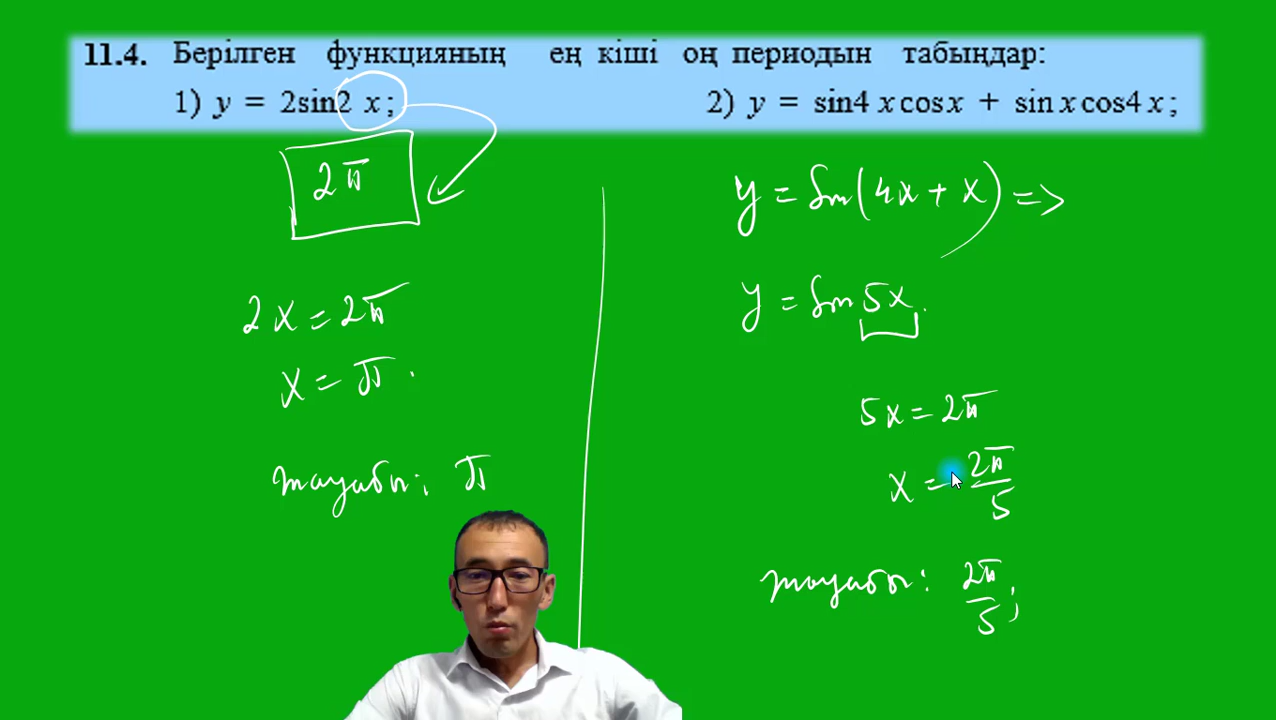 11.4. Берілген функцияның ең кіші оң периодын табыңдар:
1) y = 2sin2 x; 2) y = sin4 x cosx + sin x cos4 x;
2π
2x = 2π
x = π.
жауабы: π
y = sin(4x + x) =>
y = sin 5x.
5x = 2π
x = 2π/5
жауабы: 2π/5;